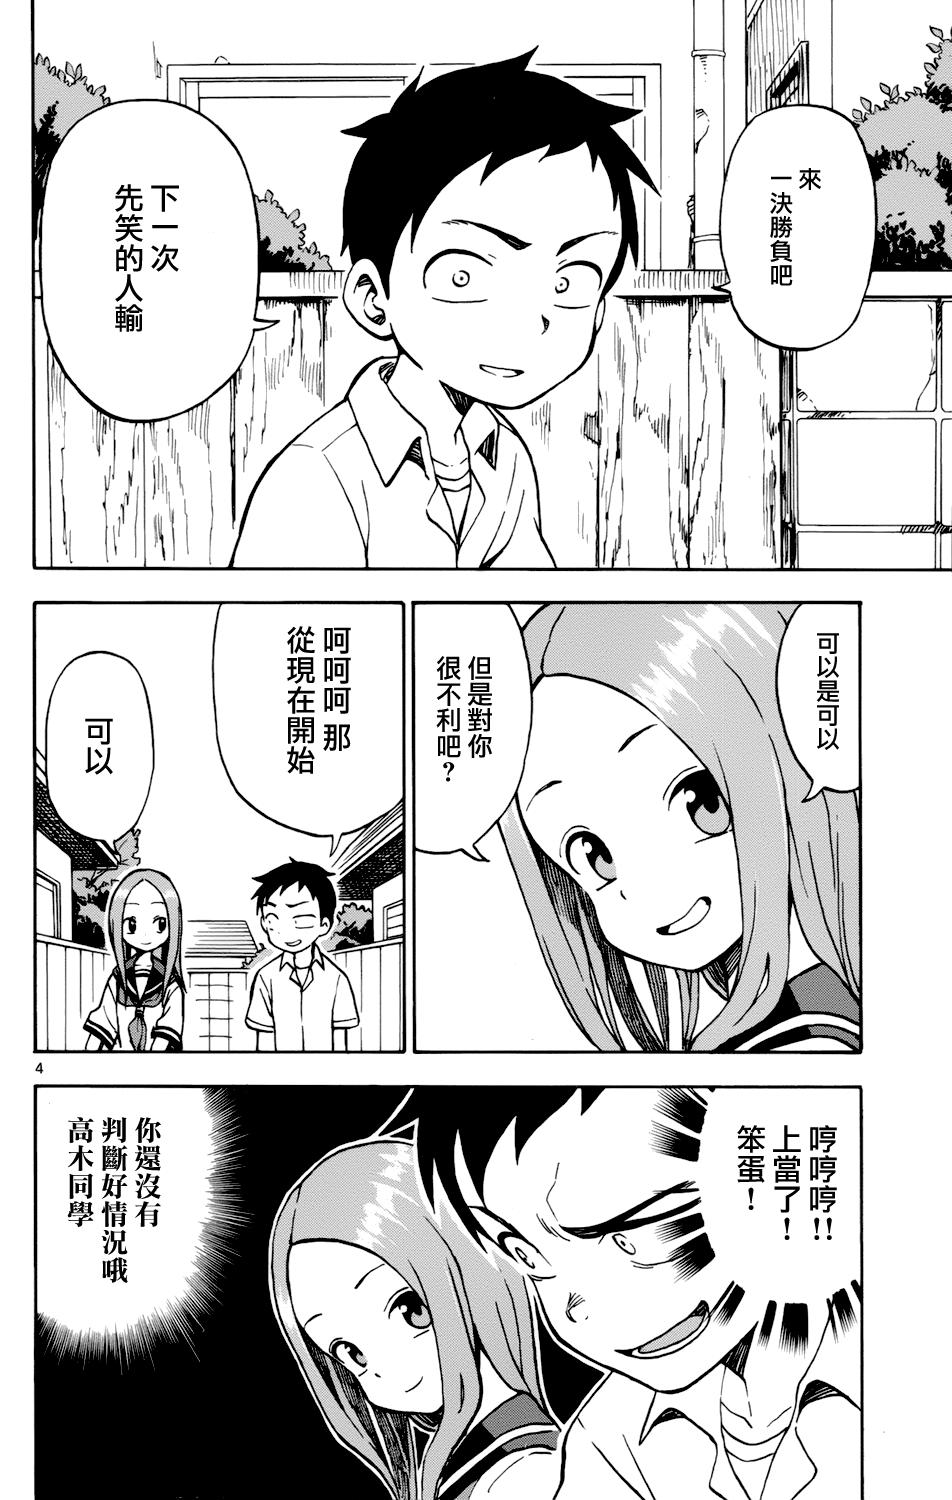 來
一決勝負吧
下一次
先笑的人輸
可以是可以
但是對你
很不利吧？
呵呵呵 那
從現在開始
可以
4
哼哼哼!!
上當了！
笨蛋！
你還沒有
判斷好情況哦
高木同學